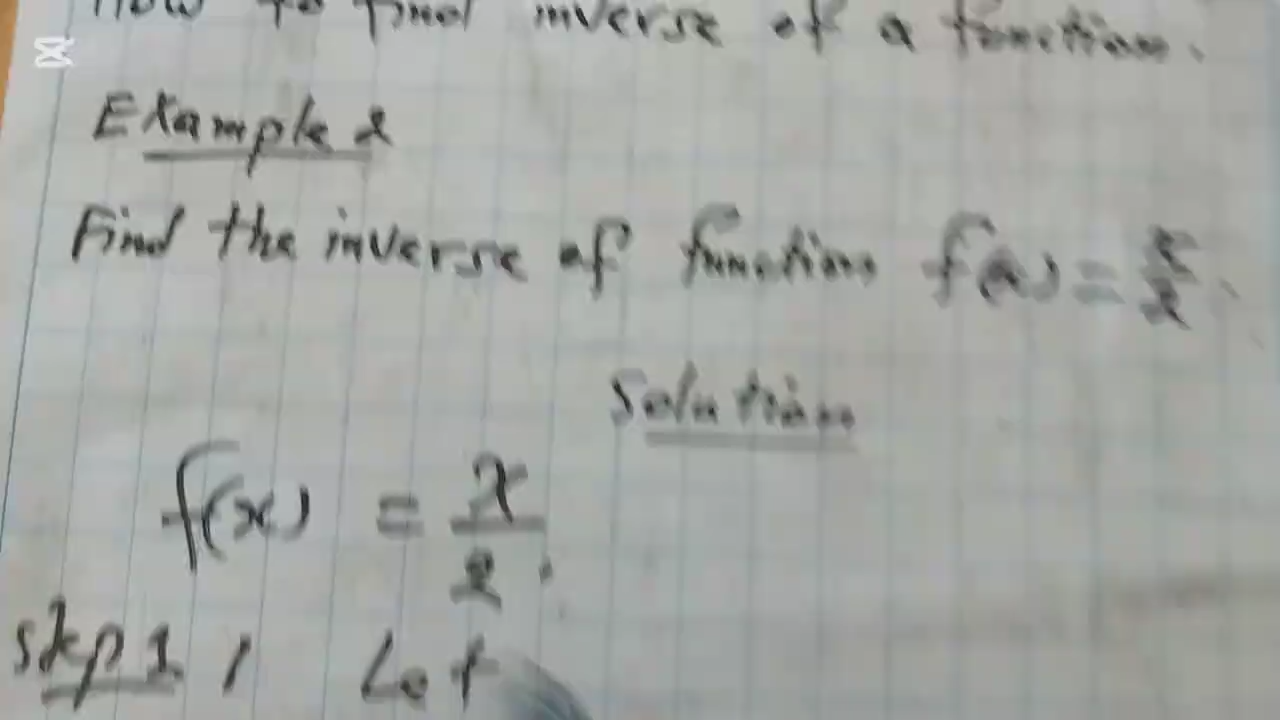 How to find inverse of a function.
Example 2
Find the inverse of function f(x) = x/2.
Solution
f(x) = x/2.
Step 1, Let